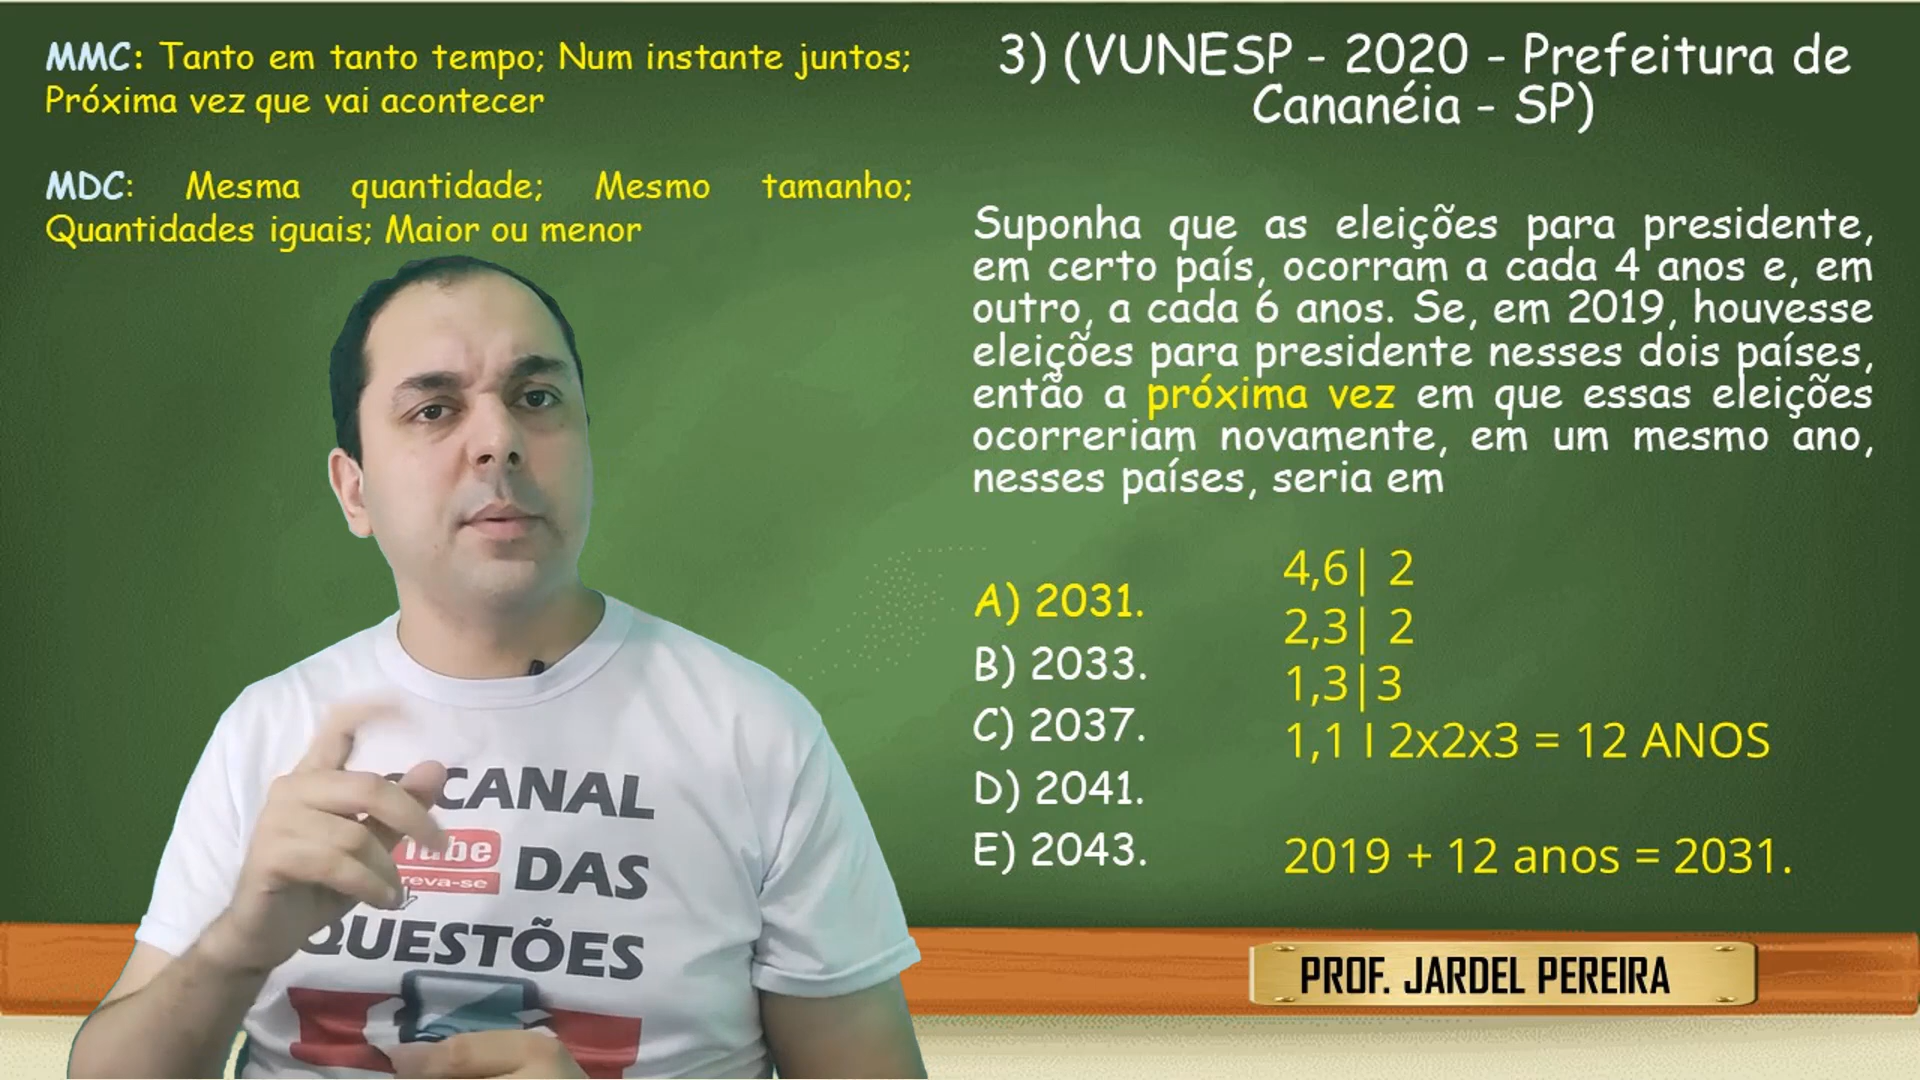 MMC: Tanto em tanto tempo; Num instante juntos;
Próxima vez que vai acontecer
MDC: Mesma quantidade; Mesmo tamanho;
Quantidades iguais; Maior ou menor
3) (VUNESP - 2020 - Prefeitura de
Cananéia - SP)
Suponha que as eleições para presidente,
em certo país, ocorram a cada 4 anos e, em
outro, a cada 6 anos. Se, em 2019, houvesse
eleições para presidente nesses dois países,
então a próxima vez em que essas eleições
ocorreriam novamente, em um mesmo ano,
nesses países, seria em
A) 2031.
B) 2033.
C) 2037.
D) 2041.
E) 2043.
4,6| 2
2,3| 2
1,3|3
1,1 I 2x2x3 = 12 ANOS
2019 + 12 anos = 2031.
CANAL
Tube
reva-se
DAS
QUESTÕES
PROF. JARDEL PEREIRA